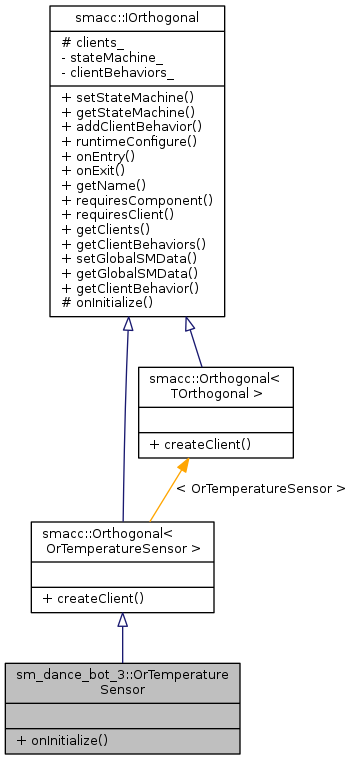 smacc::IOrthogonal
# clients_
- stateMachine_
- clientBehaviors_
+ setStateMachine()
+ getStateMachine()
+ addClientBehavior()
+ runtimeConfigure()
+ onEntry()
+ onExit()
+ getName()
+ requiresComponent()
+ requiresClient()
+ getClients()
+ getClientBehaviors()
+ setGlobalSMData()
+ getGlobalSMData()
+ getClientBehavior()
# onInitialize()
smacc::Orthogonal<
TOrthogonal >
+ createClient()
< OrTemperatureSensor >
smacc::Orthogonal<
OrTemperatureSensor >
+ createClient()
sm_dance_bot_3::OrTemperature
Sensor
+ onInitialize()